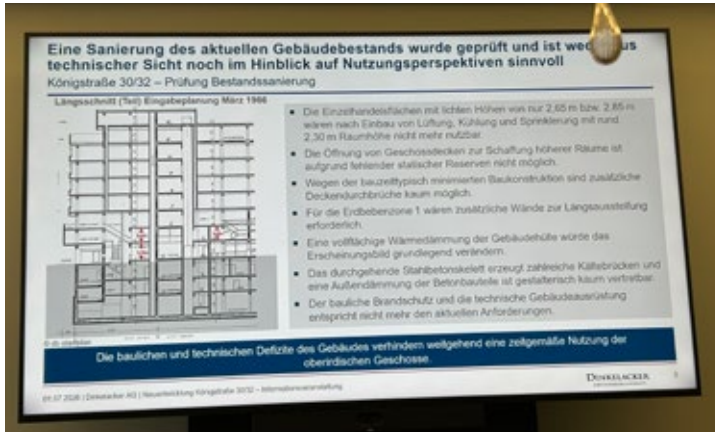 Eine Sanierung des aktuellen Gebäudebestands wurde geprüft und ist aus
technischer Sicht noch im Hinblick auf Nutzungsperspektiven sinnvoll
Königstraße 30/32 – Prüfung Bestandssanierung
Längsschnitt (Teil) Eingabeplanung März 1966
• Die Einzelhandelsflächen mit lichten Höhen von nur 2,65 m bzw. 2,85 m
wären nach Einbau von Lüftung, Kühlung und Sprinklerung mit rund
2,30 m Raumhöhe nicht mehr nutzbar.
• Die Öffnung von Geschossdecken zur Schaffung höherer Räume ist
aufgrund fehlender statischer Reserven nicht möglich.
• Wegen der bauzeittypisch minimierten Baukonstruktion sind zusätzliche
Deckendurchbrüche kaum möglich.
• Für die Erdbebenzone 1 wären zusätzliche Wände zur Längsaussteifung
erforderlich.
• Eine vollflächige Wärmedämmung der Gebäudehülle würde das
Erscheinungsbild grundlegend verändern.
• Das durchgehende Stahlbetonskelett erzeugt zahlreiche Kältebrücken und
eine Außendämmung der Betonbauteile ist gestalterisch kaum vertretbar.
• Der bauliche Brandschutz und die technische Gebäudeausrüstung
entspricht nicht mehr den aktuellen Anforderungen.
Die baulichen und technischen Defizite des Gebäudes verhindern weitgehend eine zeitgemäße Nutzung der
oberirdischen Geschosse.
Dinkelacker AG | Neuentwicklung Königstraße 30/32 – Informationsveranstaltung
DINKELACKER